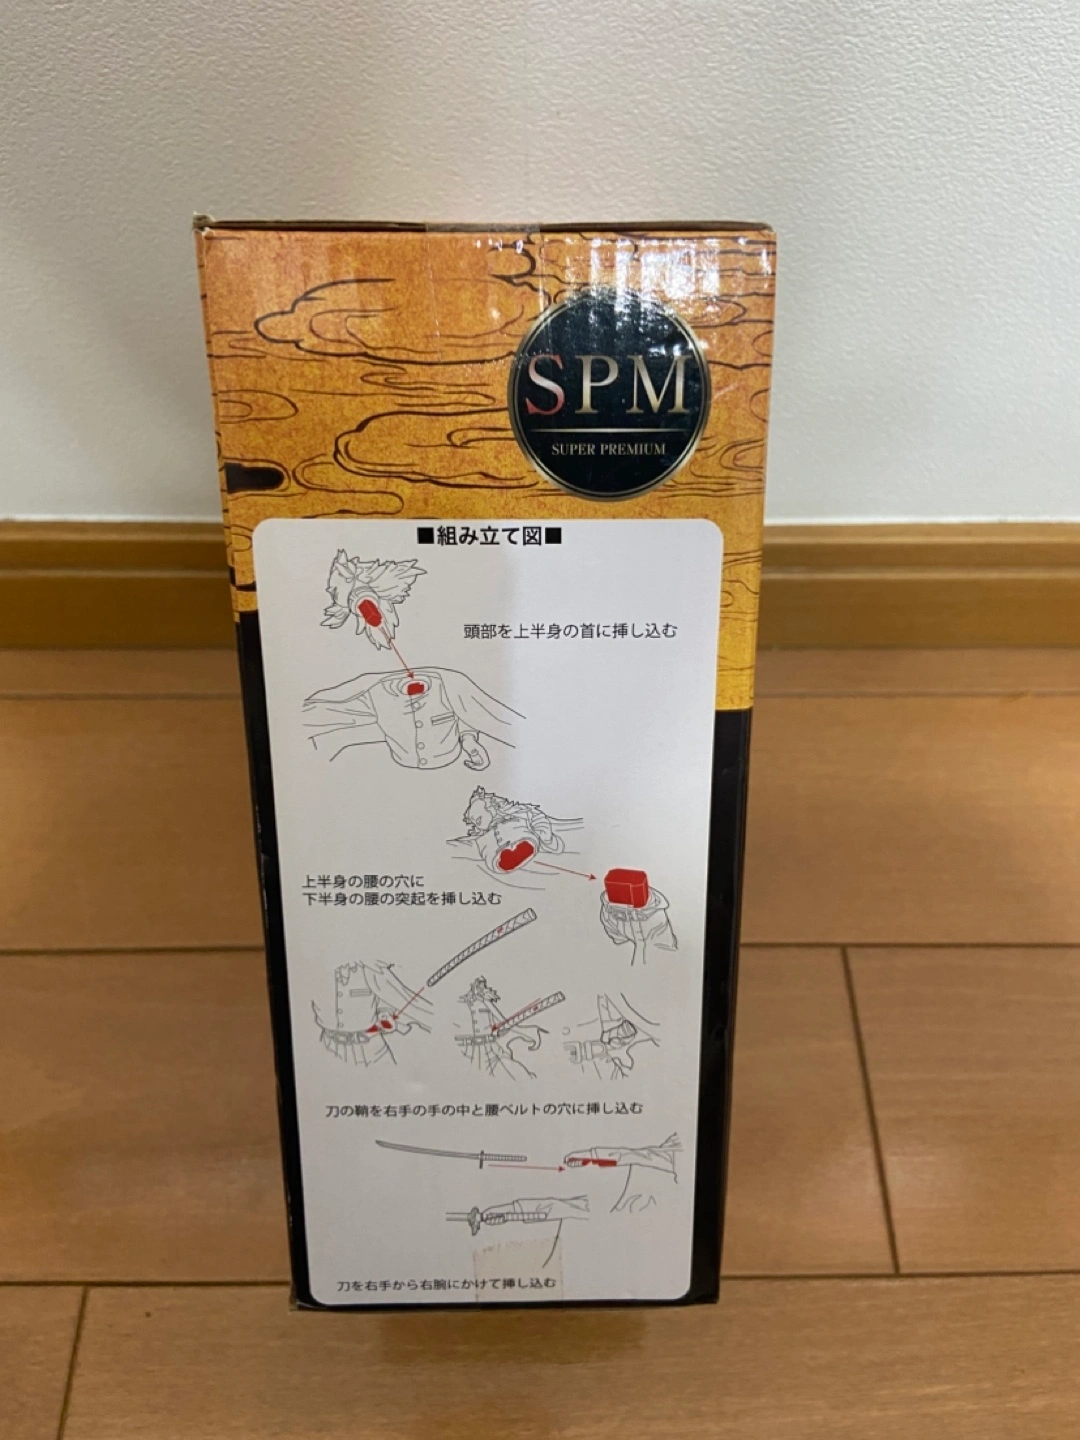 SPM
SUPER PREMIUM
■組み立て図■
頭部を上半身の首に挿し込む
上半身の腰の穴に
下半身の腰の突起を挿し込む
刀の鞘を右手の手の中と腰ベルトの穴に挿し込む
刀を右手から右腕にかけて挿し込む